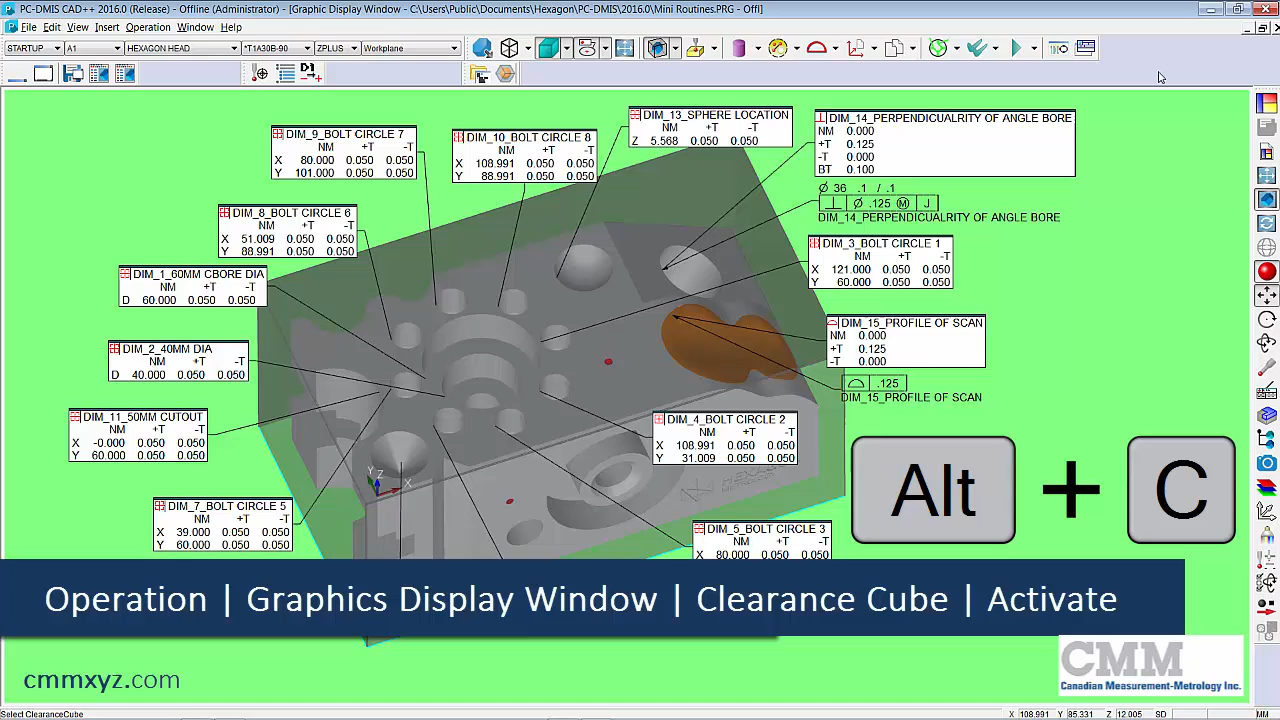 PC-DMIS CAD++ 2016.0 (Release) - Offline (Administrator) - [Graphic Display Window - C:\Users\Public\Documents\Hexagon\PC-DMIS\2016.0\Mini Routines.PRG - Offl]
File Edit View Insert Operation Window Help
STARTUP A1 HEXAGON HEAD *T1A30B-90 ZPLUS Workplane
DIM_9_BOLT CIRCLE 7
NM +T -T
X 80.000 0.050 0.050
Y 101.000 0.050 0.050
DIM_10_BOLT CIRCLE 8
NM +T -T
X 108.991 0.050 0.050
Y 88.991 0.050 0.050
DIM_13_SPHERE LOCATION
NM +T -T
Z 5.568 0.050 0.050
DIM_14_PERPENDICUALRITY OF ANGLE BORE
NM 0.000
+T 0.125
-T 0.000
BT 0.100
Ø 36 .1 / .1
⊥ Ø .125 Ⓜ J
DIM_14_PERPENDICUALRITY OF ANGLE BORE
DIM_8_BOLT CIRCLE 6
NM +T -T
X 51.009 0.050 0.050
Y 88.991 0.050 0.050
DIM_3_BOLT CIRCLE 1
NM +T -T
X 121.000 0.050 0.050
Y 60.000 0.050 0.050
DIM_1_60MM CBORE DIA
NM +T -T
D 60.000 0.050 0.050
DIM_15_PROFILE OF SCAN
NM 0.000
+T 0.125
-T 0.000
.125
DIM_15_PROFILE OF SCAN
DIM_2_40MM DIA
NM +T -T
D 40.000 0.050 0.050
DIM_11_50MM CUTOUT
NM +T -T
X -0.000 0.050 0.050
Y 60.000 0.050 0.050
DIM_4_BOLT CIRCLE 2
NM +T -T
X 108.991 0.050 0.050
Y 31.009 0.050 0.050
Y Z X
DIM_7_BOLT CIRCLE 5
NM +T -T
X 39.000 0.050 0.050
Y 60.000 0.050 0.050
DIM_5_BOLT CIRCLE 3
NM +T -T
X 80.000 0.050 0.050
Alt + C
Operation | Graphics Display Window | Clearance Cube | Activate
CMM
Canadian Measurement-Metrology Inc.
cmmxyz.com
Select ClearanceCube X 108.991 Y 85.331 Z 12.005 SD MM